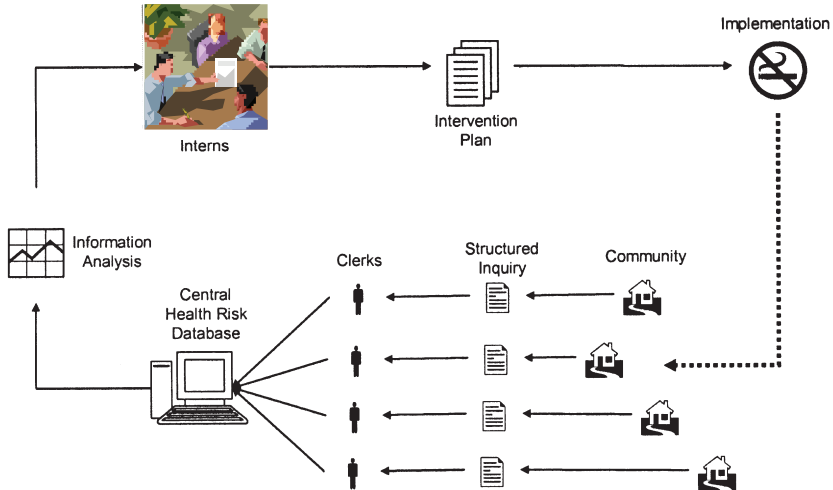 Implementation
Interns
Intervention
Plan
Information
Analysis
Central
Health Risk
Database
Clerks
Structured
Inquiry
Community